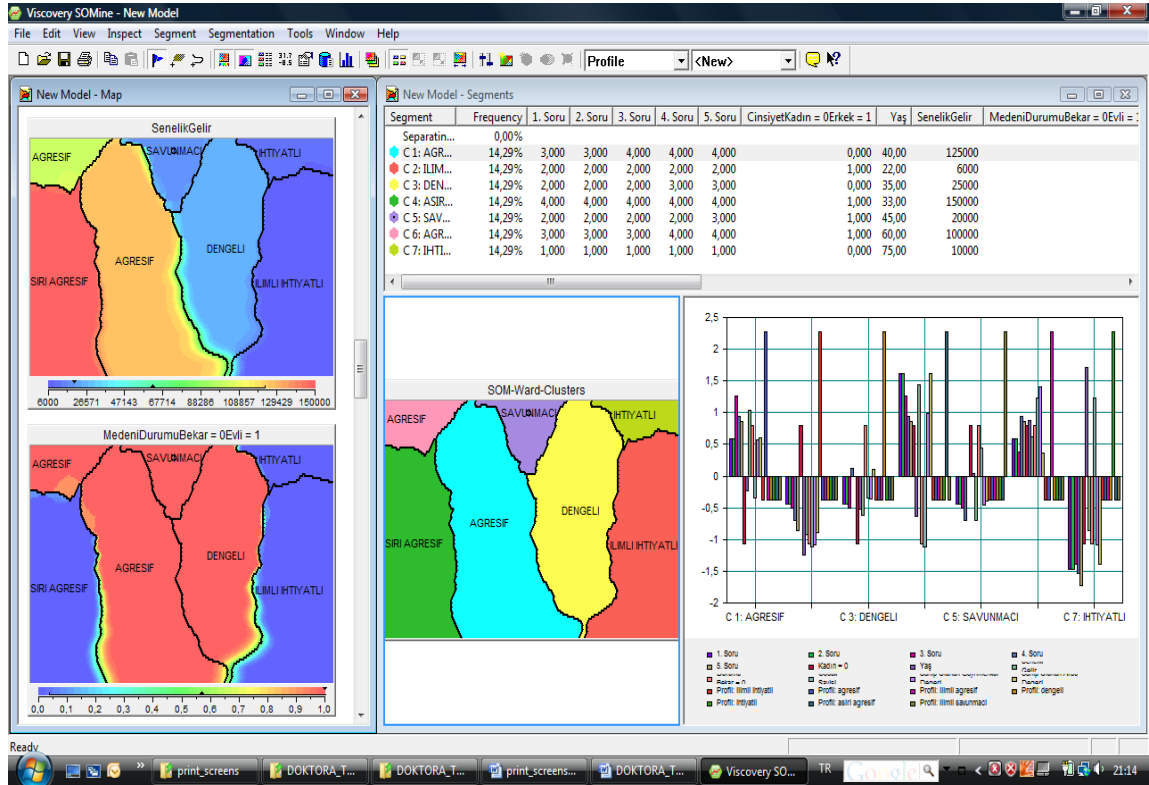 Viscovery SOMine - New Model
File Edit View Inspect Segment Segmentation Tools Window Help
Profile <New>
New Model - Map
SenelikGelir
AGRESIF SAVUNMACI IHTIYATLI
DENGELI
AGRESIF
SIRI AGRESIF ILIMLI IHTIYATLI
6000 26571 47143 67714 88286 108857 129429 150000
MedeniDurumuBekar = 0Evli = 1
AGRESIF SAVUNMACI IHTIYATLI
DENGELI
AGRESIF
SIRI AGRESIF ILIMLI IHTIYATLI
0,0 0,1 0,2 0,3 0,4 0,5 0,6 0,7 0,8 0,9 1,0
New Model - Segments
Segment Frequency 1. Soru 2. Soru 3. Soru 4. Soru 5. Soru CinsiyetKadın = 0Erkek = 1 Yaş SenelikGelir MedeniDurumuBekar = 0Evli = 1
Separatin... 0,00%
C 1: AGR... 14,29% 3,000 3,000 4,000 4,000 4,000 0,000 40,00 125000
C 2: ILIM... 14,29% 2,000 2,000 2,000 2,000 2,000 1,000 22,00 6000
C 3: DEN... 14,29% 2,000 2,000 2,000 3,000 3,000 0,000 35,00 25000
C 4: ASIR... 14,29% 4,000 4,000 4,000 4,000 4,000 1,000 33,00 150000
C 5: SAV... 14,29% 2,000 2,000 2,000 2,000 3,000 1,000 45,00 20000
C 6: AGR... 14,29% 3,000 3,000 3,000 4,000 4,000 1,000 60,00 100000
C 7: IHTI... 14,29% 1,000 1,000 1,000 1,000 1,000 0,000 75,00 10000
SOM-Ward-Clusters
AGRESIF SAVUNMACI IHTIYATLI
AGRESIF DENGELI
SIRI AGRESIF ILIMLI IHTIYATLI
2,5
2
1,5
1
0,5
0
-0,5
-1
-1,5
-2
C 1: AGRESIF C 3: DENGELI C 5: SAVUNMACI C 7: IHTIYATLI
1. Soru 2. Soru 3. Soru 4. Soru
5. Soru Kadın = 0 Yaş Gelir
Bekar = 0 Sayisi Degeri Degeri
Profil: ilimli ihtiyatli Profil: agresif Profil: ilimli agresif Profil: dengeli
Profil: ihtiyatli Profil: asiri agresif Profil: ilimli savunmaci
Ready
print_screens DOKTORA_T... DOKTORA_T... print_screens... DOKTORA_T... Viscovery SO... TR Google 21:14